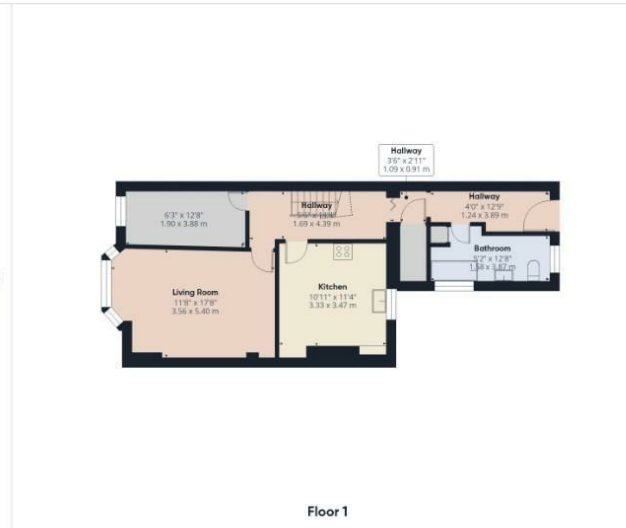 Hallway
3'6" x 2'11"
1.09 x 0.91 m
6'3" x 12'8"
1.90 x 3.88 m
Hallway
1.69 x 4.39 m
Hallway
4'0" x 12'9"
1.24 x 3.89 m
Bathroom
5'2" x 12'8"
1.58 x 3.87 m
Living Room
11'8" x 17'8"
3.56 x 5.40 m
Kitchen
10'11" x 11'4"
3.33 x 3.47 m
Floor 1